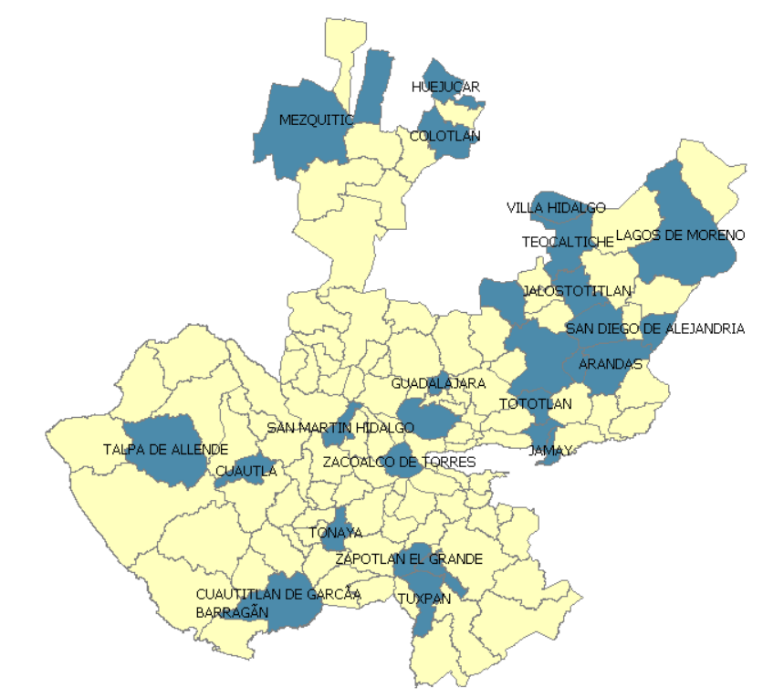 HUEJUCAR
MEZQUITIC
COLOTLAN
VILLA HIDALGO
TEOCALTICHE
LAGOS DE MORENO
JALOSTOTITLAN
SAN DIEGO DE ALEJANDRIA
ARANDAS
GUADALAJARA
TOTOTLAN
SAN MARTIN HIDALGO
TALPA DE ALLENDE
JAMAY
ZACOALCO DE TORRES
CUAUTLA
TONAYA
ZAPOTLAN EL GRANDE
CUAUTITLAN DE GARCÃA
BARRAGÃN
TUXPAN